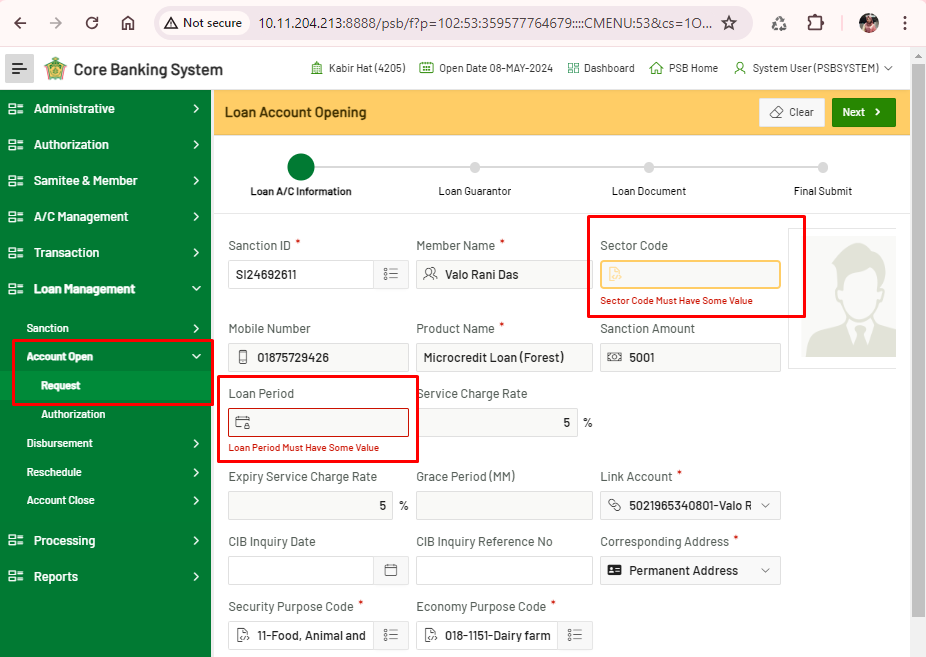 Not secure 10.11.204.213:8888/psb/f?p=102:53:359577764679::::CMENU:53&cs=1O...
Core Banking System
Kabir Hat (4205)
Open Date 08-MAY-2024
Dashboard
PSB Home
System User (PSBSYSTEM)
Administrative
Authorization
Samitee & Member
A/C Management
Transaction
Loan Management
Sanction
Account Open
Request
Authorization
Disbursement
Reschedule
Account Close
Processing
Reports
Loan Account Opening
Clear
Next
Loan A/C Information
Loan Guarantor
Loan Document
Final Submit
Sanction ID *
SI24692611
Member Name *
Valo Rani Das
Sector Code
Sector Code Must Have Some Value
Mobile Number
01875729426
Product Name *
Microcredit Loan (Forest)
Sanction Amount
5001
Loan Period
Loan Period Must Have Some Value
Service Charge Rate
5 %
Expiry Service Charge Rate
5 %
Grace Period (MM)
Link Account *
5021965340801-Valo R
CIB Inquiry Date
CIB Inquiry Reference No
Corresponding Address *
Permanent Address
Security Purpose Code *
11-Food, Animal and
Economy Purpose Code *
018-1151-Dairy farm